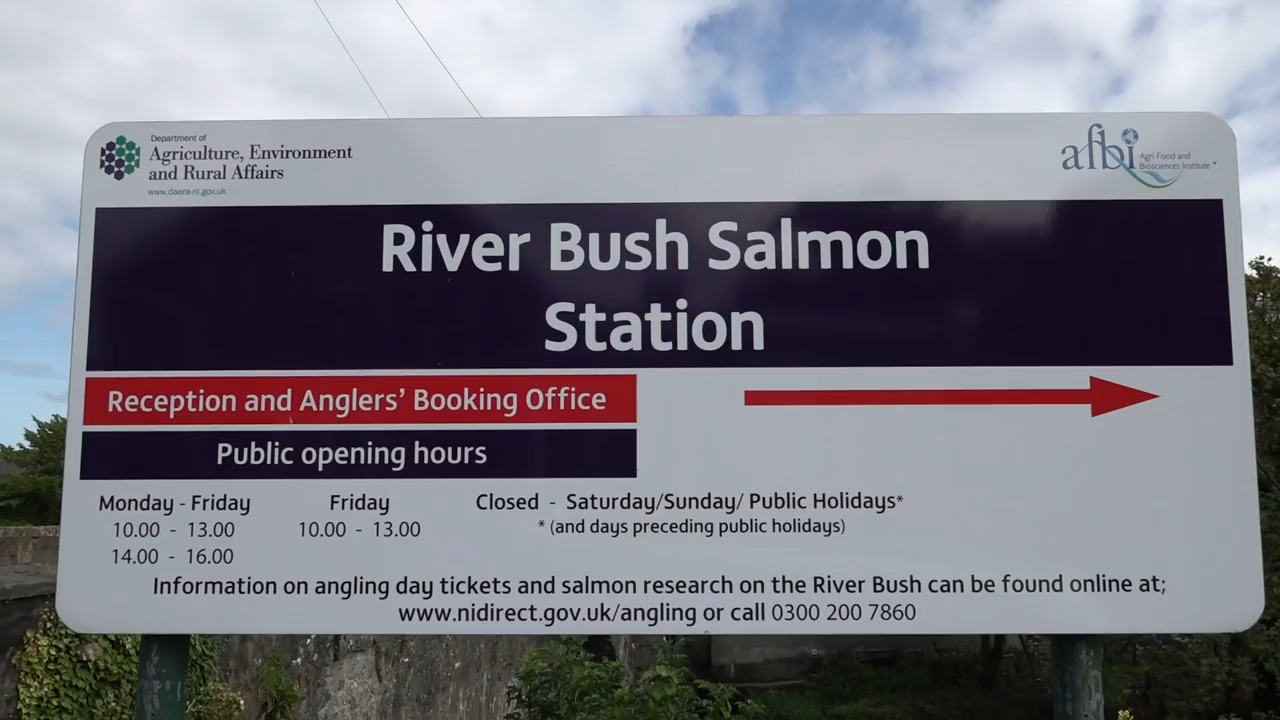 Department of
Agriculture, Environment
and Rural Affairs
www.daera-ni.gov.uk
afbi Agri-Food and
Biosciences Institute
River Bush Salmon
Station
Reception and Anglers' Booking Office
Public opening hours
Monday - Friday Friday Closed - Saturday/Sunday/ Public Holidays*
10.00 - 13.00 10.00 - 13.00 * (and days preceding public holidays)
14.00 - 16.00
Information on angling day tickets and salmon research on the River Bush can be found online at;
www.nidirect.gov.uk/angling or call 0300 200 7860